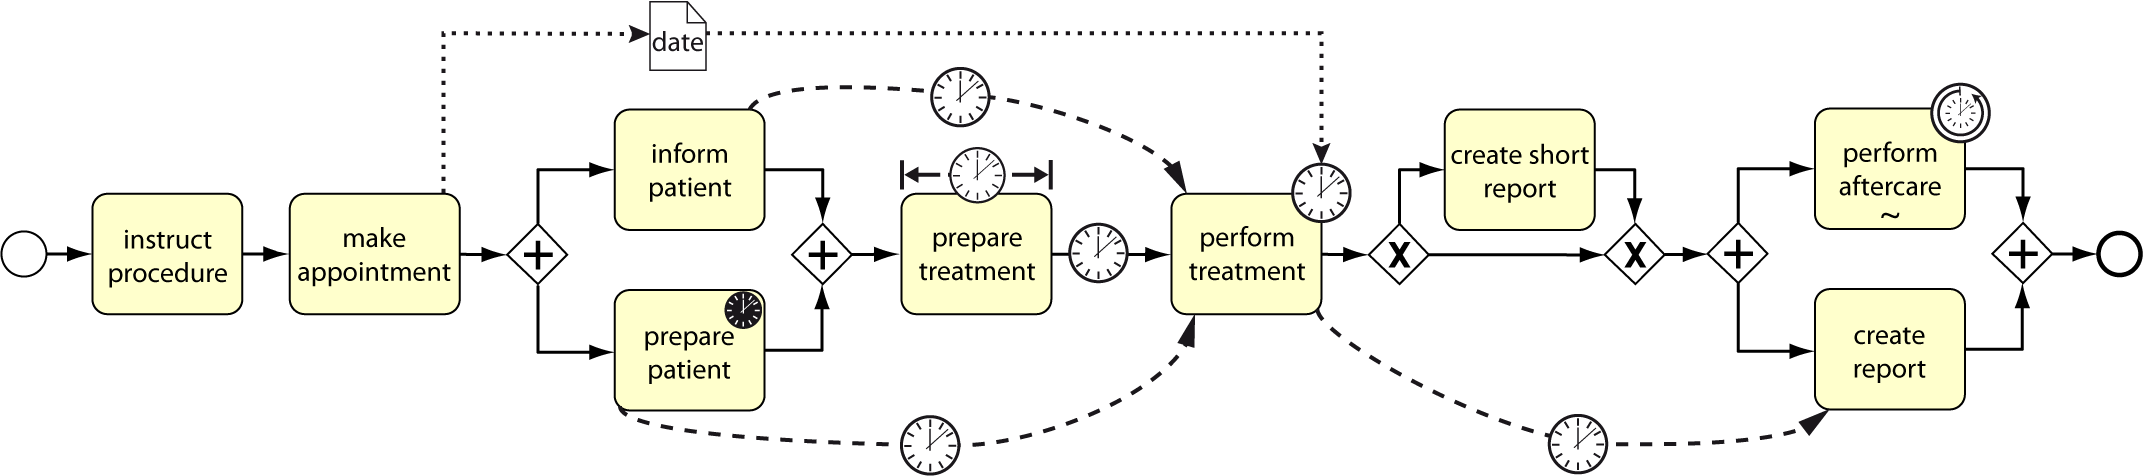 date
instruct
procedure
make
appointment
inform
patient
prepare
patient
prepare
treatment
perform
treatment
X
create short
report
X
perform
aftercare
~
create
report